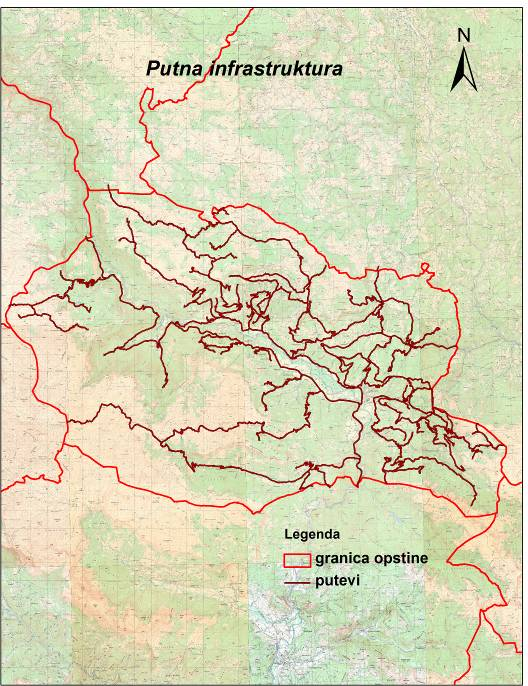 N
Putna infrastruktura
Legenda
granica opstine
putevi